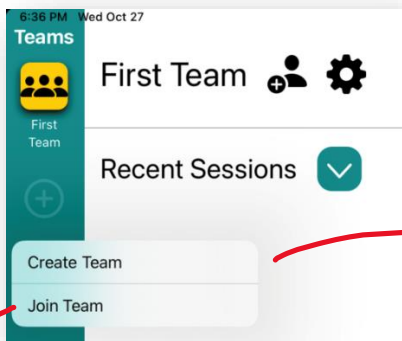 6:36 PM Wed Oct 27
Teams
First Team
First
Team
Recent Sessions
Create Team
Join Team